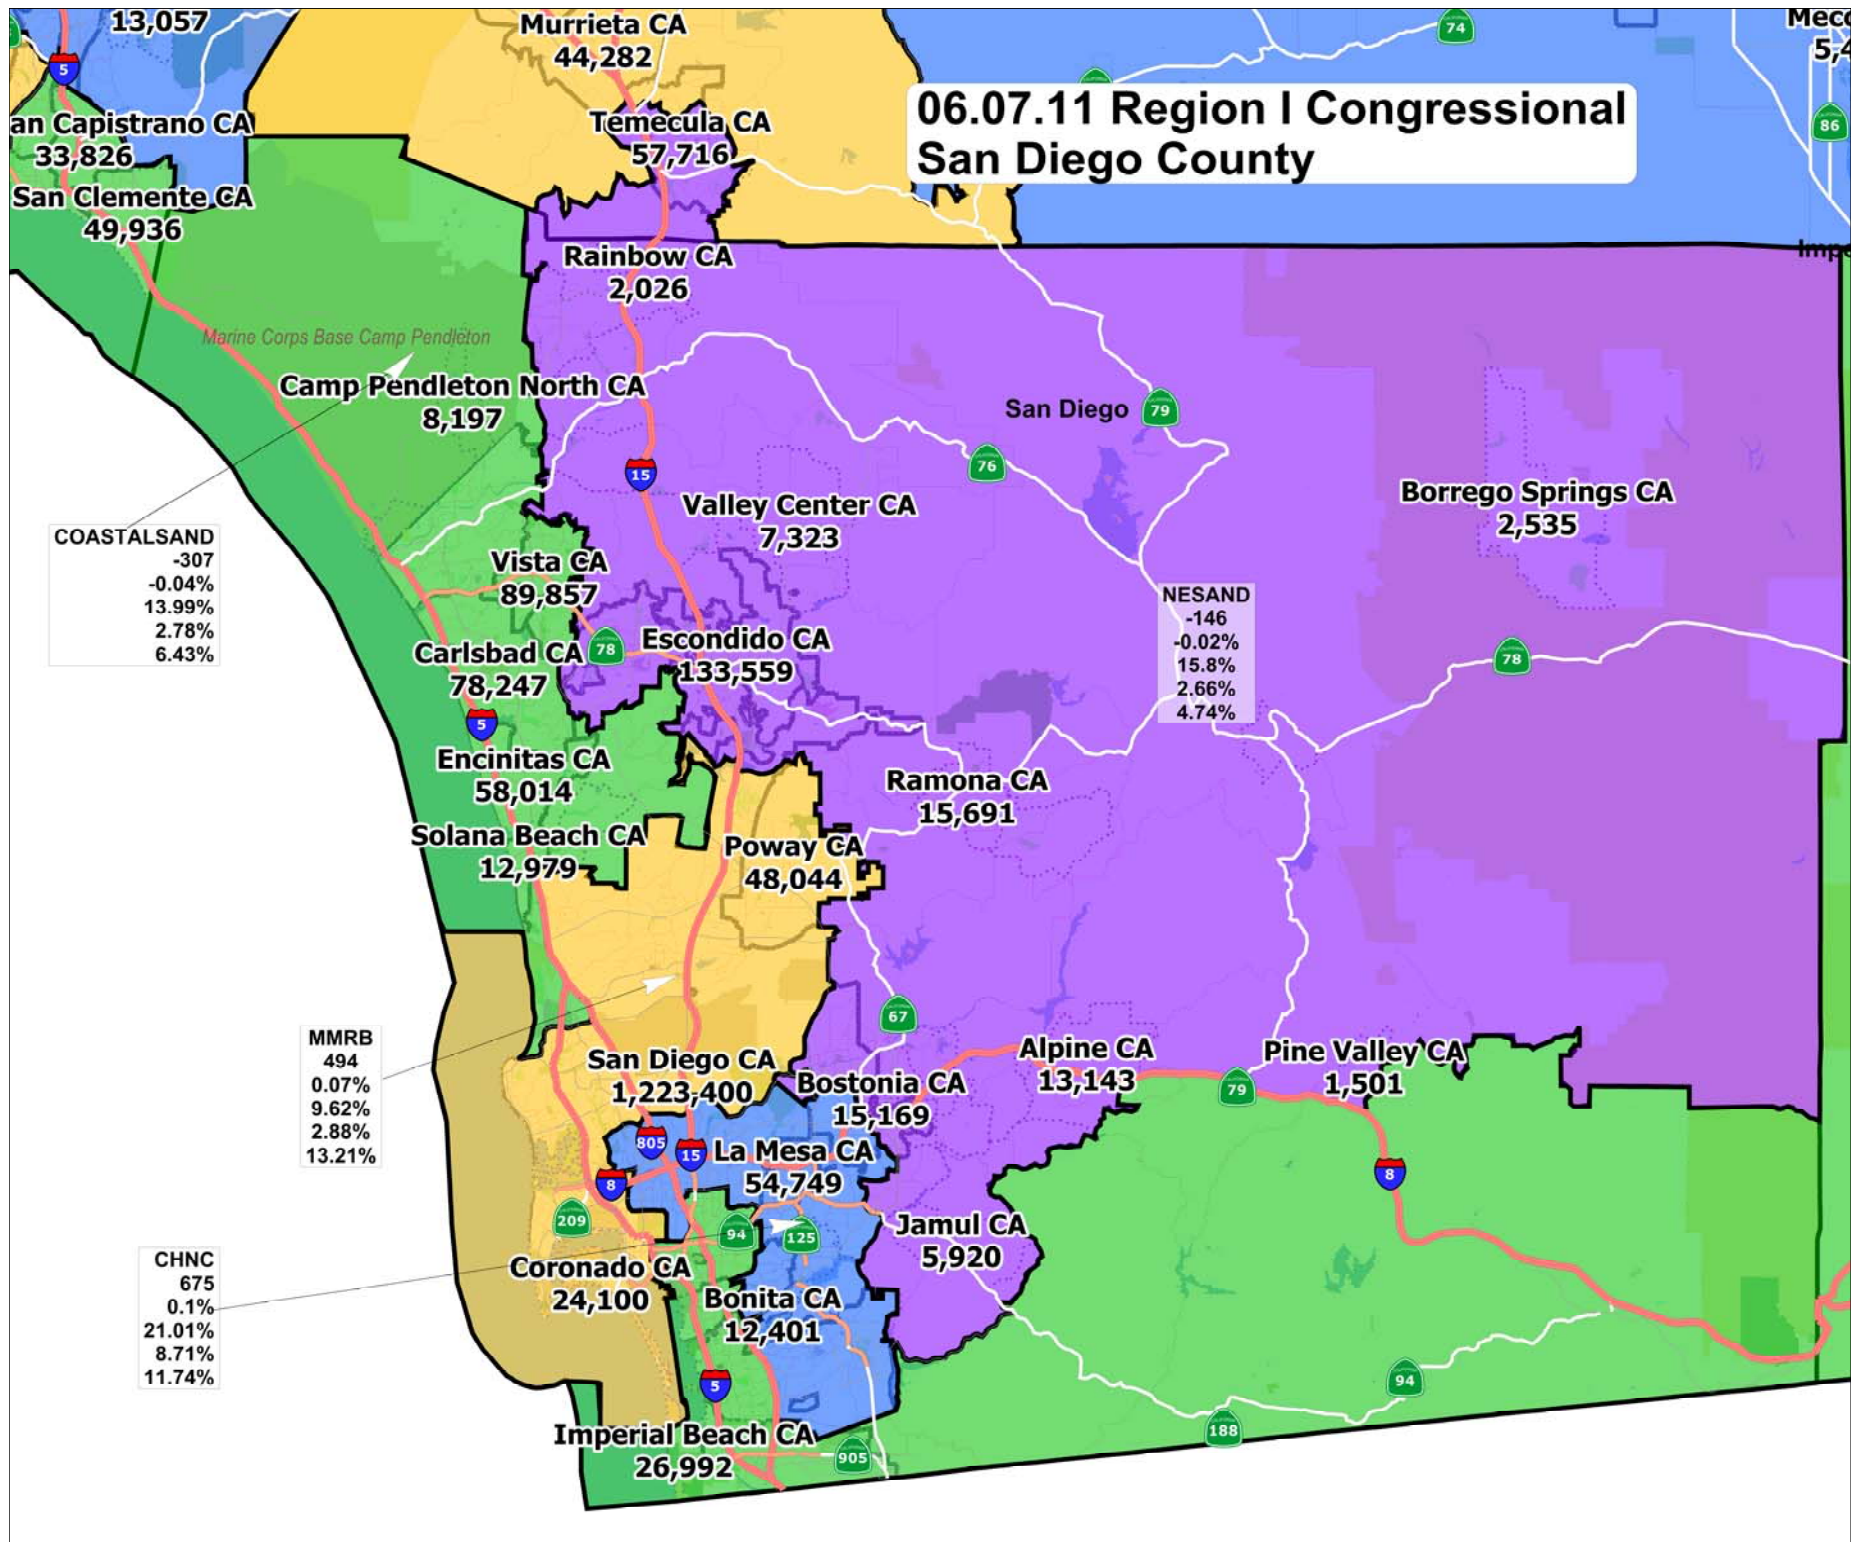 13,057
Murrieta CA
44,282
74
5
06.07.11 Region I Congressional
San Diego County
86
an Capistrano CA
33,826
Temecula CA
57,716
San Clemente CA
49,936
Rainbow CA
2,026
Marine Corps Base Camp Pendleton
Camp Pendleton North CA
8,197
San Diego
79
76
15
Valley Center CA
7,323
Borrego Springs CA
2,535
COASTALSAND
-307
-0.04%
13.99%
2.78%
6.43%
Vista CA
89,857
NESAND
-146
-0.02%
15.8%
2.66%
4.74%
Carlsbad CA
78,247
78
Escondido CA
133,559
78
5
Encinitas CA
58,014
Ramona CA
15,691
Solana Beach CA
12,979
Poway CA
48,044
67
MMRB
494
0.07%
9.62%
2.88%
13.21%
San Diego CA
1,223,400
Bostonia CA
15,169
Alpine CA
13,143
79
Pine Valley CA
1,501
805
15
La Mesa CA
54,749
8
8
209
94
125
Jamul CA
5,920
CHNC
675
0.1%
21.01%
8.71%
11.74%
Coronado CA
24,100
Bonita CA
12,401
5
94
188
Imperial Beach CA
26,992
905